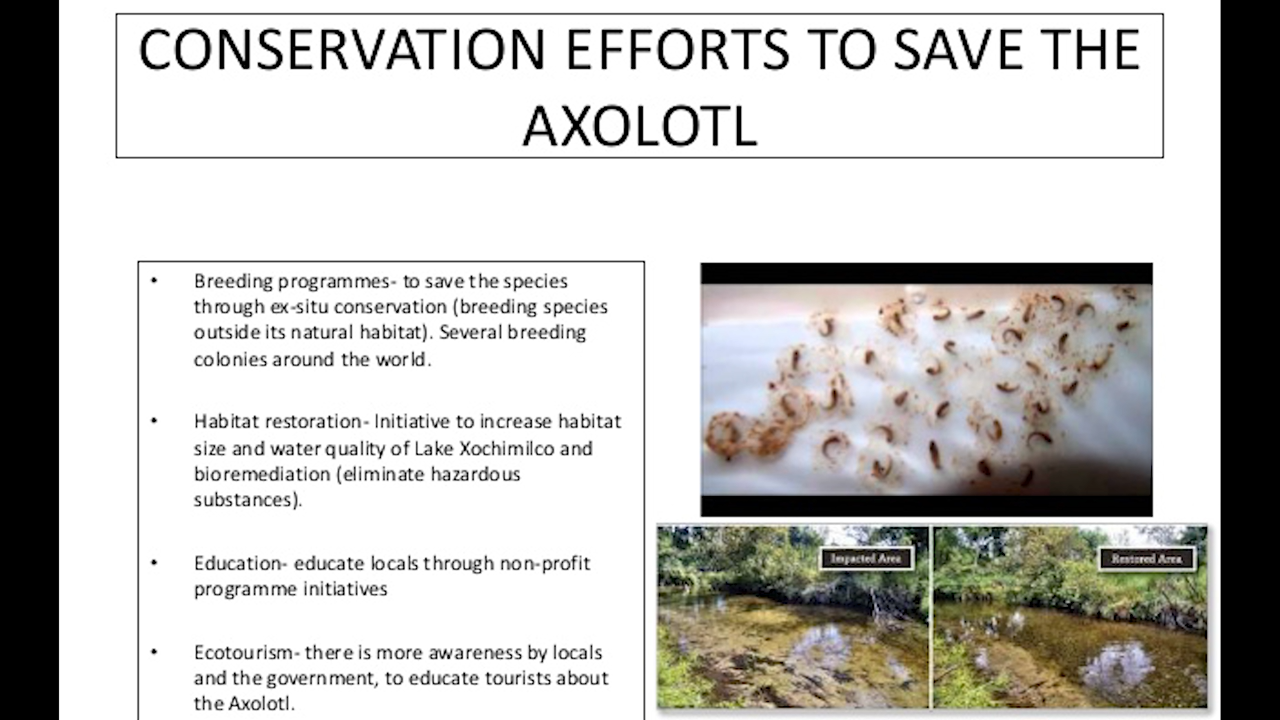 CONSERVATION EFFORTS TO SAVE THE
AXOLOTL
• Breeding programmes- to save the species
through ex-situ conservation (breeding species
outside its natural habitat). Several breeding
colonies around the world.
• Habitat restoration- Initiative to increase habitat
size and water quality of Lake Xochimilco and
bioremediation (eliminate hazardous
substances).
• Education- educate locals through non-profit
programme initiatives
• Ecotourism- there is more awareness by locals
and the government, to educate tourists about
the Axolotl.
Impacted Area
Restored Area